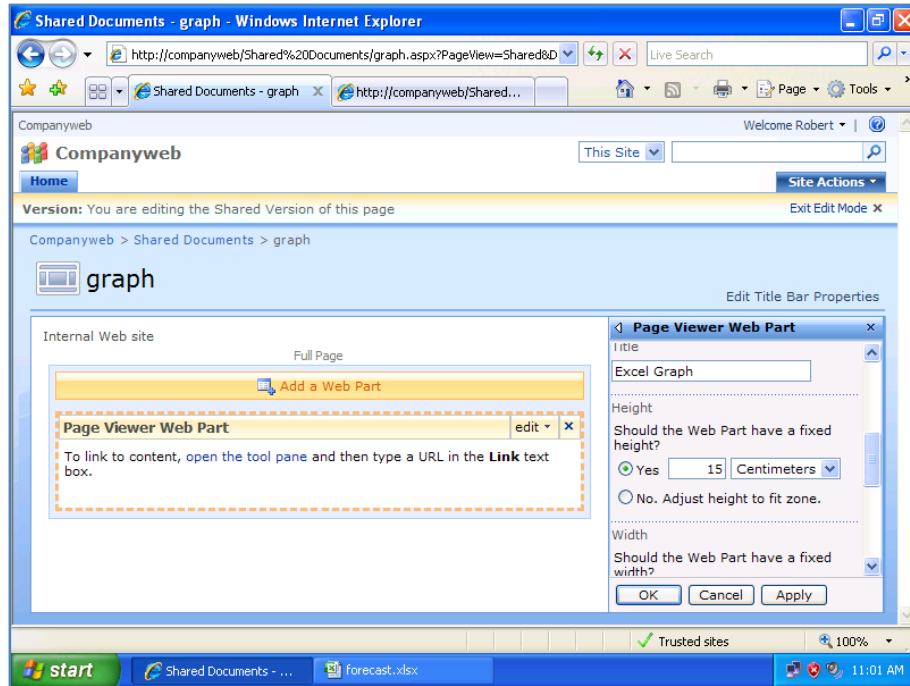 Shared Documents - graph - Windows Internet Explorer
http://companyweb/Shared%20Documents/graph.aspx?PageView=Shared&D
Live Search
Shared Documents - graph
http://companyweb/Shared...
Page
Tools
Companyweb
Welcome Robert
Companyweb
This Site
Home
Site Actions
Version: You are editing the Shared Version of this page
Exit Edit Mode
Companyweb > Shared Documents > graph
graph
Edit Title Bar Properties
Internal Web site
Full Page
Add a Web Part
Page Viewer Web Part
edit
To link to content, open the tool pane and then type a URL in the Link text
box.
Page Viewer Web Part
Title
Excel Graph
Height
Should the Web Part have a fixed
height?
Yes 15 Centimeters
No. Adjust height to fit zone.
Width
Should the Web Part have a fixed
width?
OK Cancel Apply
Trusted sites
100%
start
Shared Documents - ...
forecast.xlsx
11:01 AM